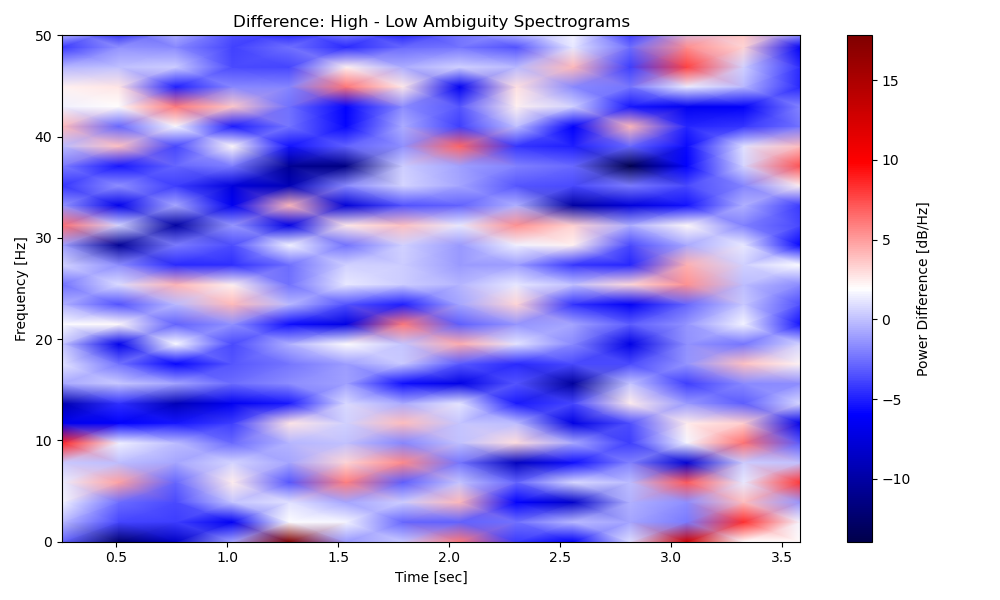 Difference: High - Low Ambiguity Spectrograms
Frequency [Hz]
50
40
30
20
10
0
0.5 1.0 1.5 2.0 2.5 3.0 3.5
Time [sec]
15
10
5
0
−5
−10
Power Difference [dB/Hz]